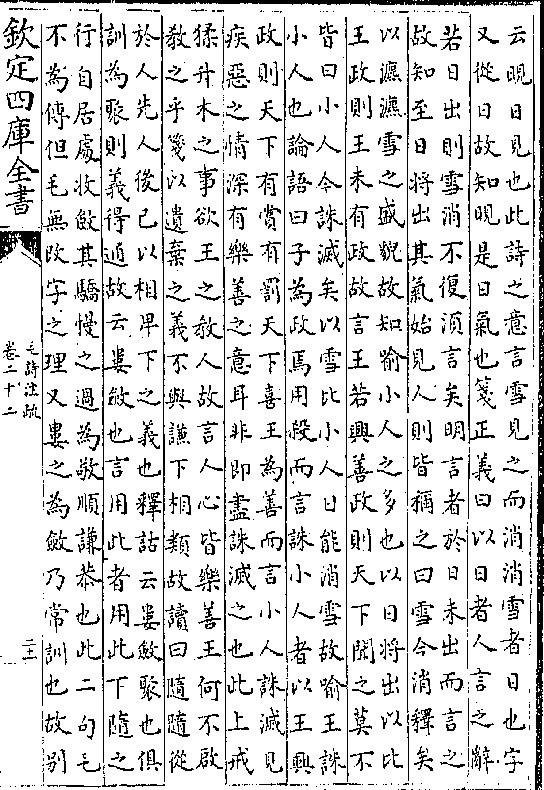 云晛日見也此詩之意言雪見之而消消雪者日也字
又從日故知晛是日氣也箋正義曰以日者人言之辭
若日出則雪消不復須言矣明言者於日未出而言之
故知至日將出其氣始見人則皆稱之曰雪今消釋矣
以瀌瀌雪之盛貌故知喻小人之多也以日將出以比
王政則王未有政故言王若興善政則天下聞之莫不
皆曰小人今誅滅矣以雪比小人日能消雪故喻王誅
小人也論語曰子為政焉用殺而言誅小人者以王興
政則天下有賞有罰天下喜王為善而言小人誅滅見
疾惡之情深有樂善之意耳非即盡誅滅之也此上戒
猱升木之事欲王之教人故言人心皆樂善王何不啟
教之乎箋以遺棄之義不與謙下相類故讀曰隨隨從
於人先人後己以相卑下之義也釋詁云婁斂聚也俱
訓為聚則義得通故云婁斂也言用此者用此下隨之
行自居處收斂其驕慢之過為敬順謙恭也此二句毛
不為傳但毛無改字之理又婁之為斂乃常訓也故别
欽定四庫全書
毛詩注疏
卷二十二
二十二